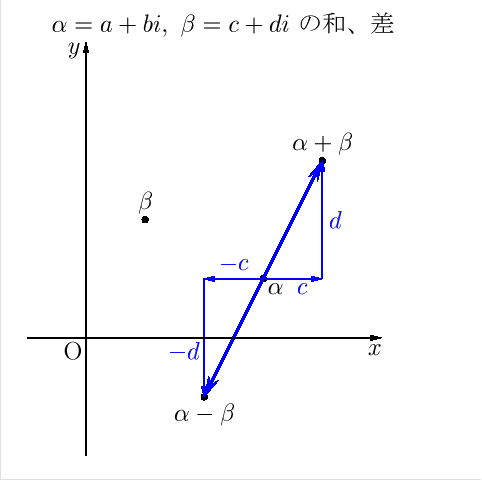 α = a + bi, β = c + di の和、差
y
α + β
β
d
−c
α
c
O
−d
x
α − β